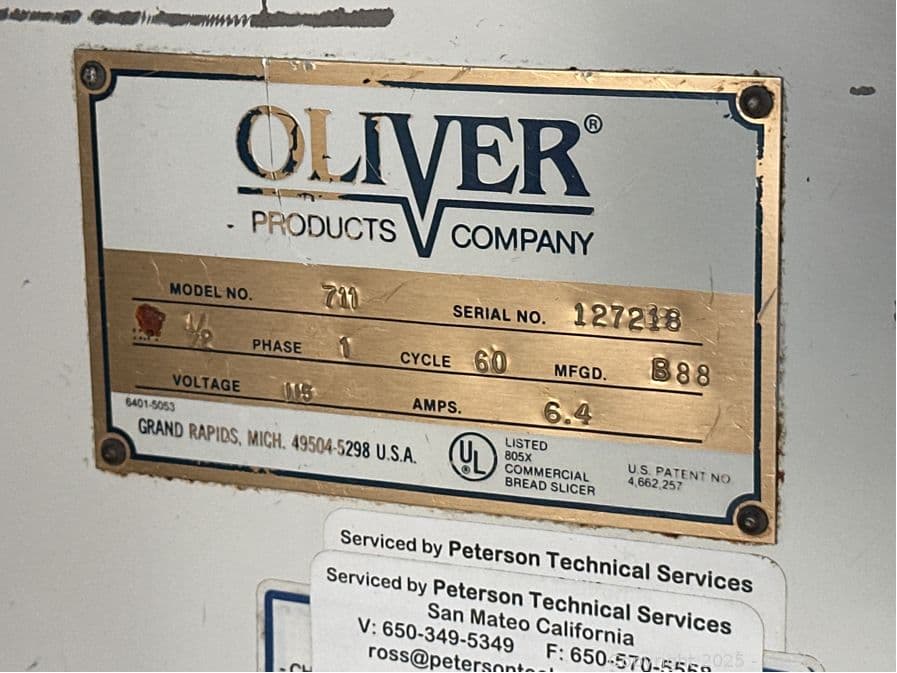 OLIVER®
PRODUCTS COMPANY
MODEL NO. 711 SERIAL NO. 127218
1/2 PHASE 1 CYCLE 60 MFGD. B88
VOLTAGE 115 AMPS. 6.4
6401-5053
GRAND RAPIDS, MICH. 49504-5298 U.S.A.
UL
LISTED
805X
COMMERCIAL
BREAD SLICER
U.S. PATENT NO.
4,662,257
Serviced by Peterson Technical Services
Serviced by Peterson Technical Services
San Mateo California
V: 650-349-5349 F: 650-570-
ross@peterson
2025